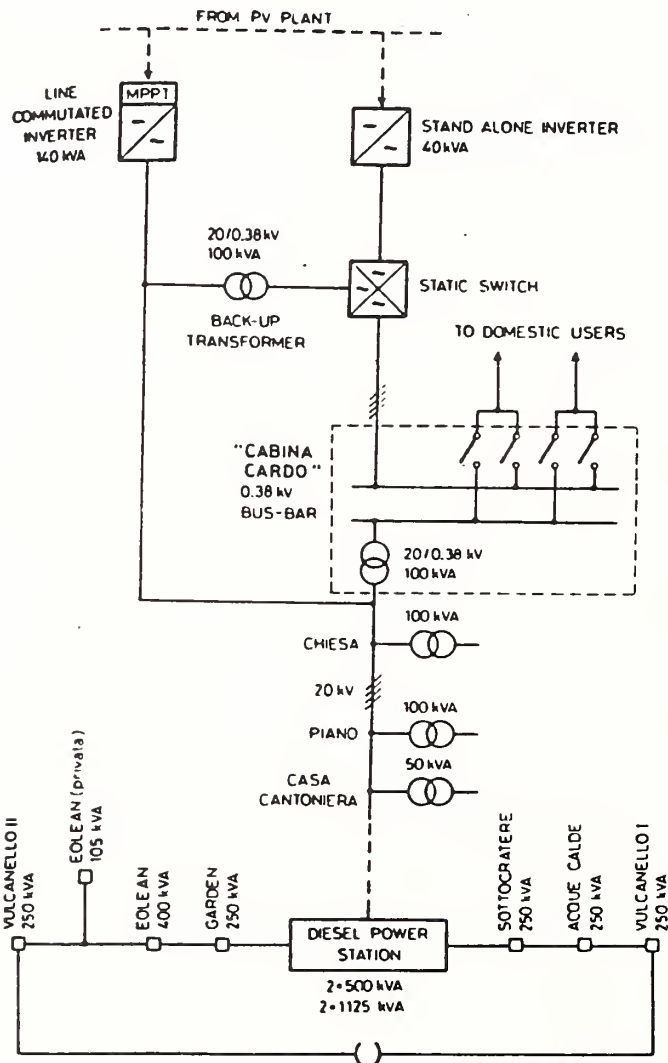 FROM PV PLANT
LINE
COMMUTATED
INVERTER
140 kVA
MPPT
STAND ALONE INVERTER
40 kVA
20/0.38 kV
100 kVA
BACK-UP
TRANSFORMER
STATIC SWITCH
TO DOMESTIC USERS
"CABINA
CARDO"
0.38 kV
BUS-BAR
20/0.38 kV
100 kVA
CHIESA
100 kVA
20 kV
PIANO
100 kVA
CASA
CANTONIERA
50 kVA
VULCANELLO II
250 kVA
EOLEAN (privata)
105 kVA
EOLEAN
400 kVA
GARDEN
250 kVA
DIESEL POWER
STATION
2×500 kVA
2×1125 kVA
SOTTOCRATERE
250 kVA
ACQUE CALDE
250 kVA
VULCANELLO I
250 kVA